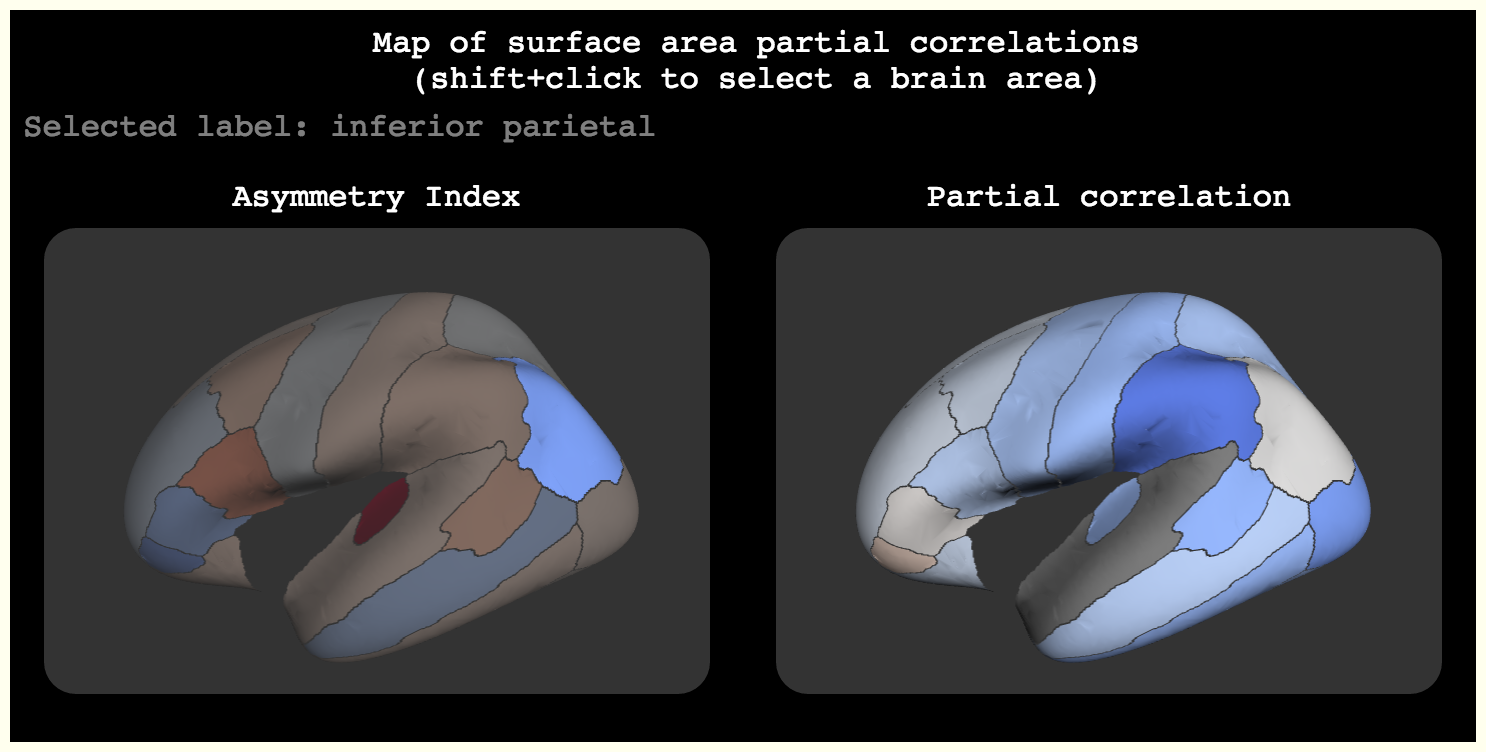 Map of surface area partial correlations
(shift+click to select a brain area)
Selected label: inferior parietal
Asymmetry Index
Partial correlation